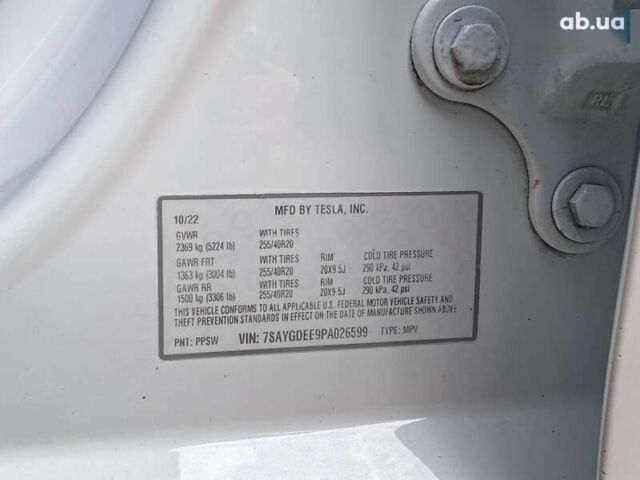 ab.ua
RL
MFD BY TESLA, INC.
10/22
GVWR WITH TIRES
2369 kg (5224 lb) 255/40R20
GAWR FRT WITH TIRES RIM COLD TIRE PRESSURE
1363 kg (3004 lb) 255/40R20 20X9.5J 290 kPa, 42 psi
GAWR RR WITH TIRES RIM COLD TIRE PRESSURE
1500 kg (3306 lb) 255/40R20 20X9.5J 290 kPa, 42 psi
THIS VEHICLE CONFORMS TO ALL APPLICABLE U.S. FEDERAL MOTOR VEHICLE SAFETY AND
THEFT PREVENTION STANDARDS IN EFFECT ON THE DATE OF MANUFACTURE SHOWN ABOVE.
PNT: PPSW VIN: 7SAYGDEE9PA026599 TYPE: MPV